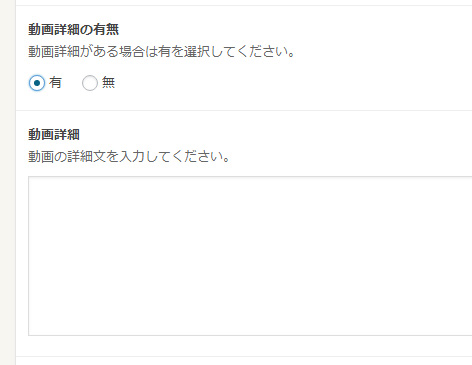 動画詳細の有無
動画詳細がある場合は有を選択してください。
有 無
動画詳細
動画の詳細文を入力してください。